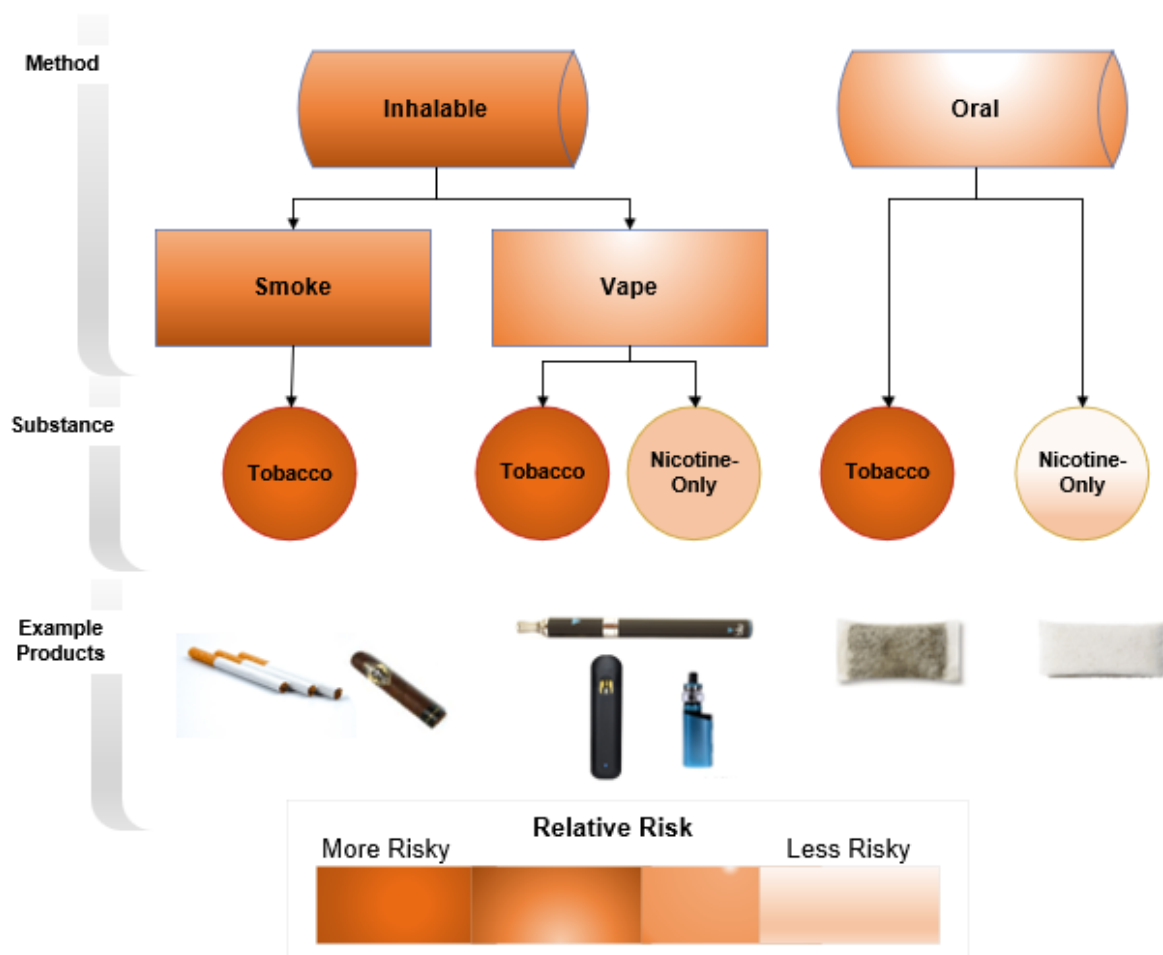 Method
Inhalable
Oral
Smoke
Vape
Substance
Tobacco
Tobacco
Nicotine-
Only
Tobacco
Nicotine-
Only
Example
Products
Relative Risk
More Risky
Less Risky